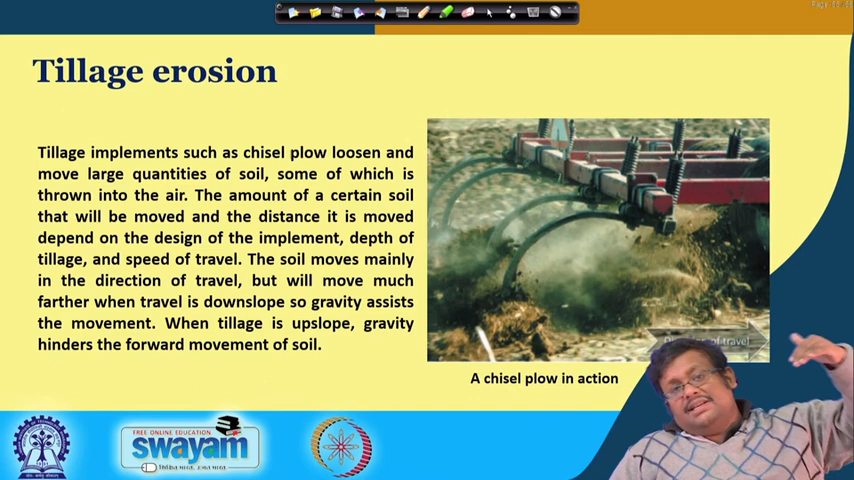 Tillage erosion
Tillage implements such as chisel plow loosen and
move large quantities of soil, some of which is
thrown into the air. The amount of a certain soil
that will be moved and the distance it is moved
depend on the design of the implement, depth of
tillage, and speed of travel. The soil moves mainly
in the direction of travel, but will move much
farther when travel is downslope so gravity assists
the movement. When tillage is upslope, gravity
hinders the forward movement of soil.
of travel
A chisel plow in action
FREE ONLINE EDUCATION
swayam